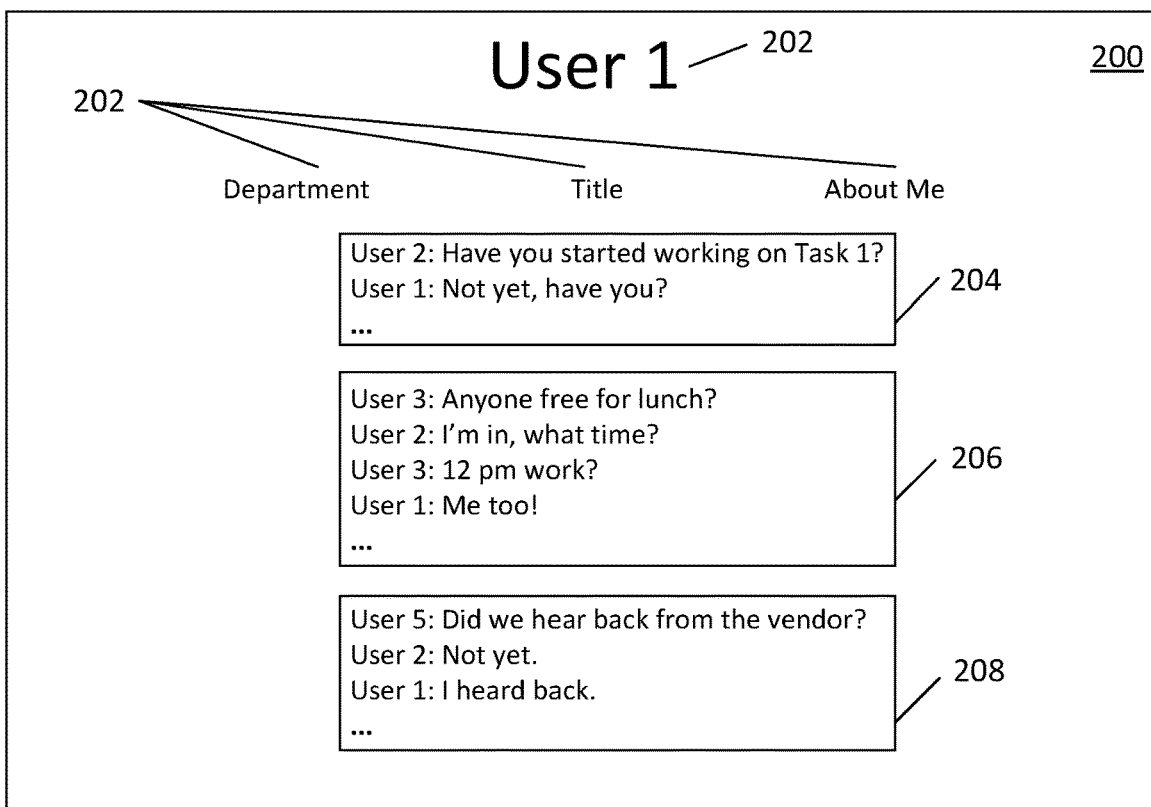 User 1 202
200
202
Department Title About Me
User 2: Have you started working on Task 1?
User 1: Not yet, have you?
...
204
User 3: Anyone free for lunch?
User 2: I'm in, what time?
User 3: 12 pm work?
User 1: Me too!
...
206
User 5: Did we hear back from the vendor?
User 2: Not yet.
User 1: I heard back.
...
208